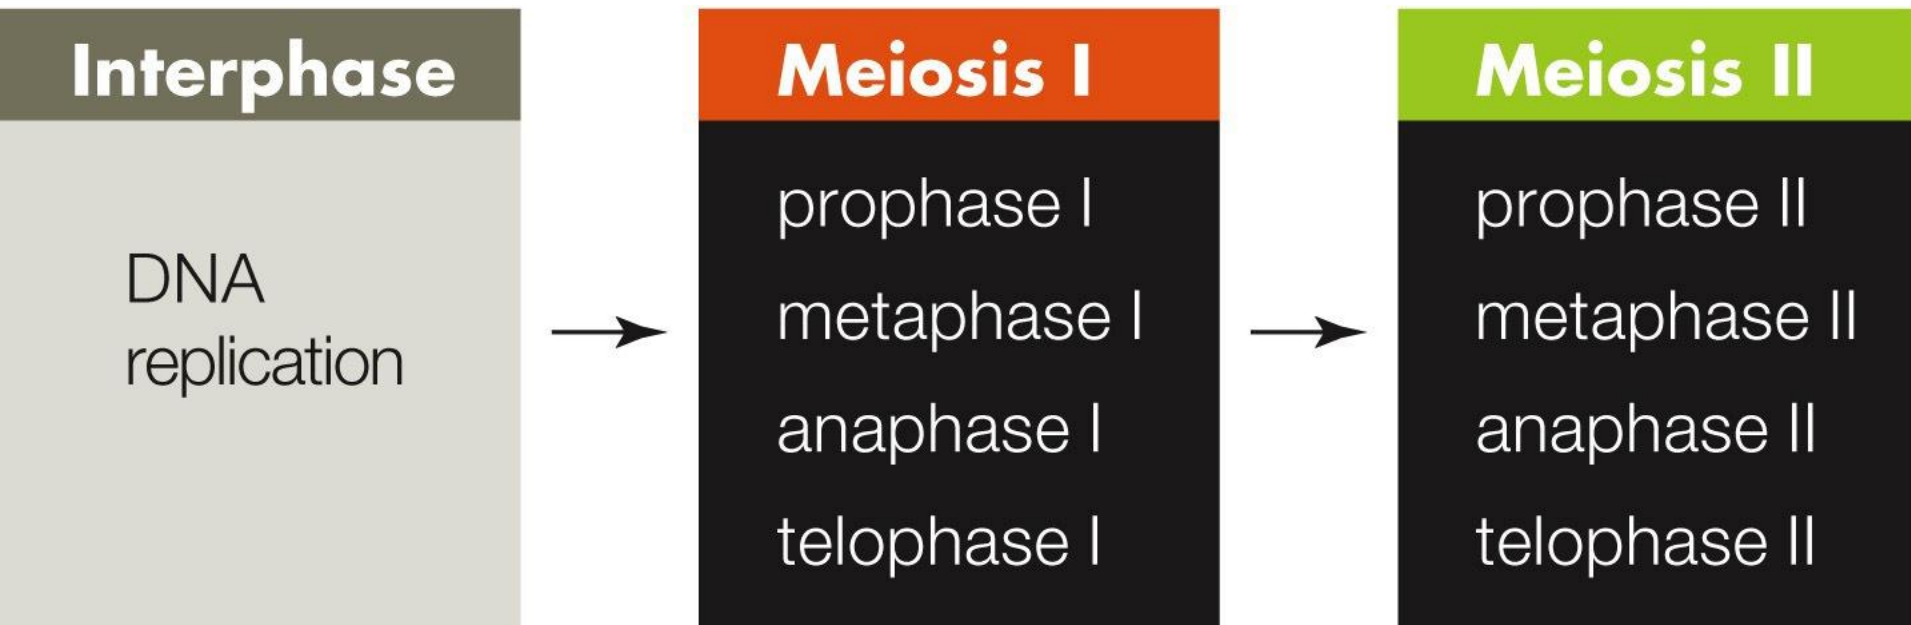 Interphase
DNA
replication
Meiosis I
prophase I
metaphase I
anaphase I
telophase I
Meiosis II
prophase II
metaphase II
anaphase II
telophase II